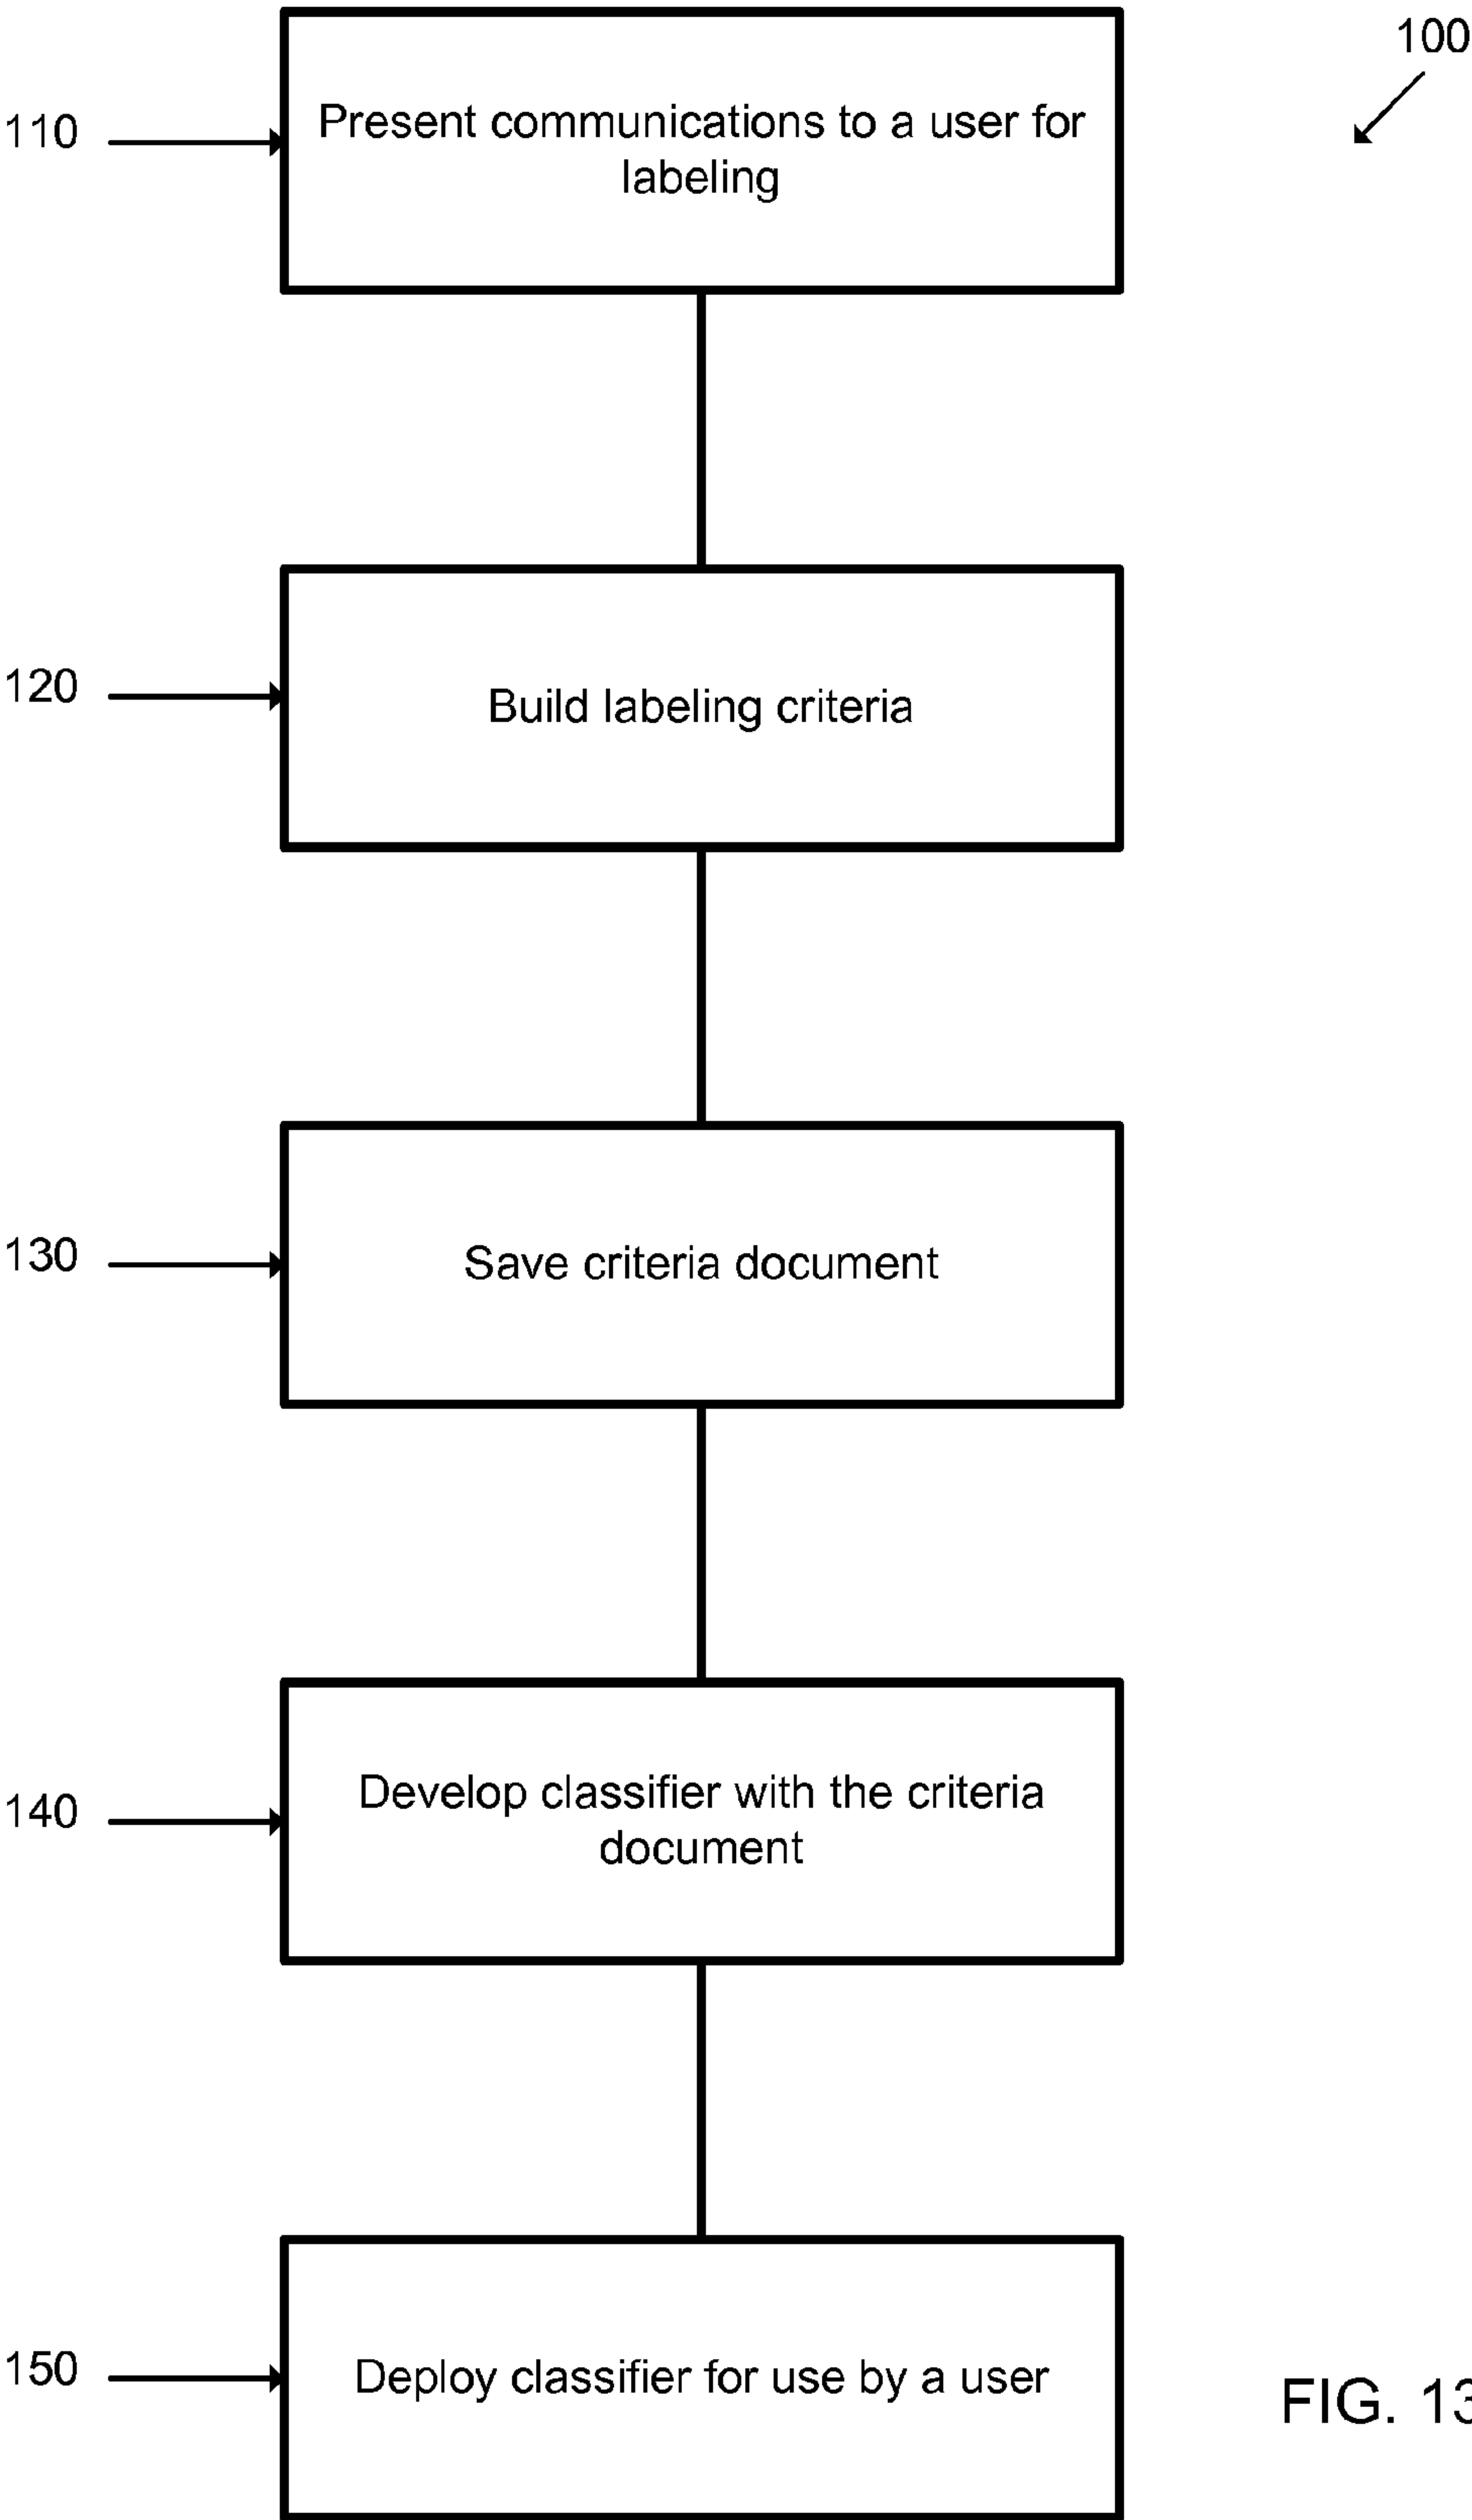 100
110
Present communications to a user for
labeling
120
Build labeling criteria
130
Save criteria document
140
Develop classifier with the criteria
document
150
Deploy classifier for use by a user
FIG. 13